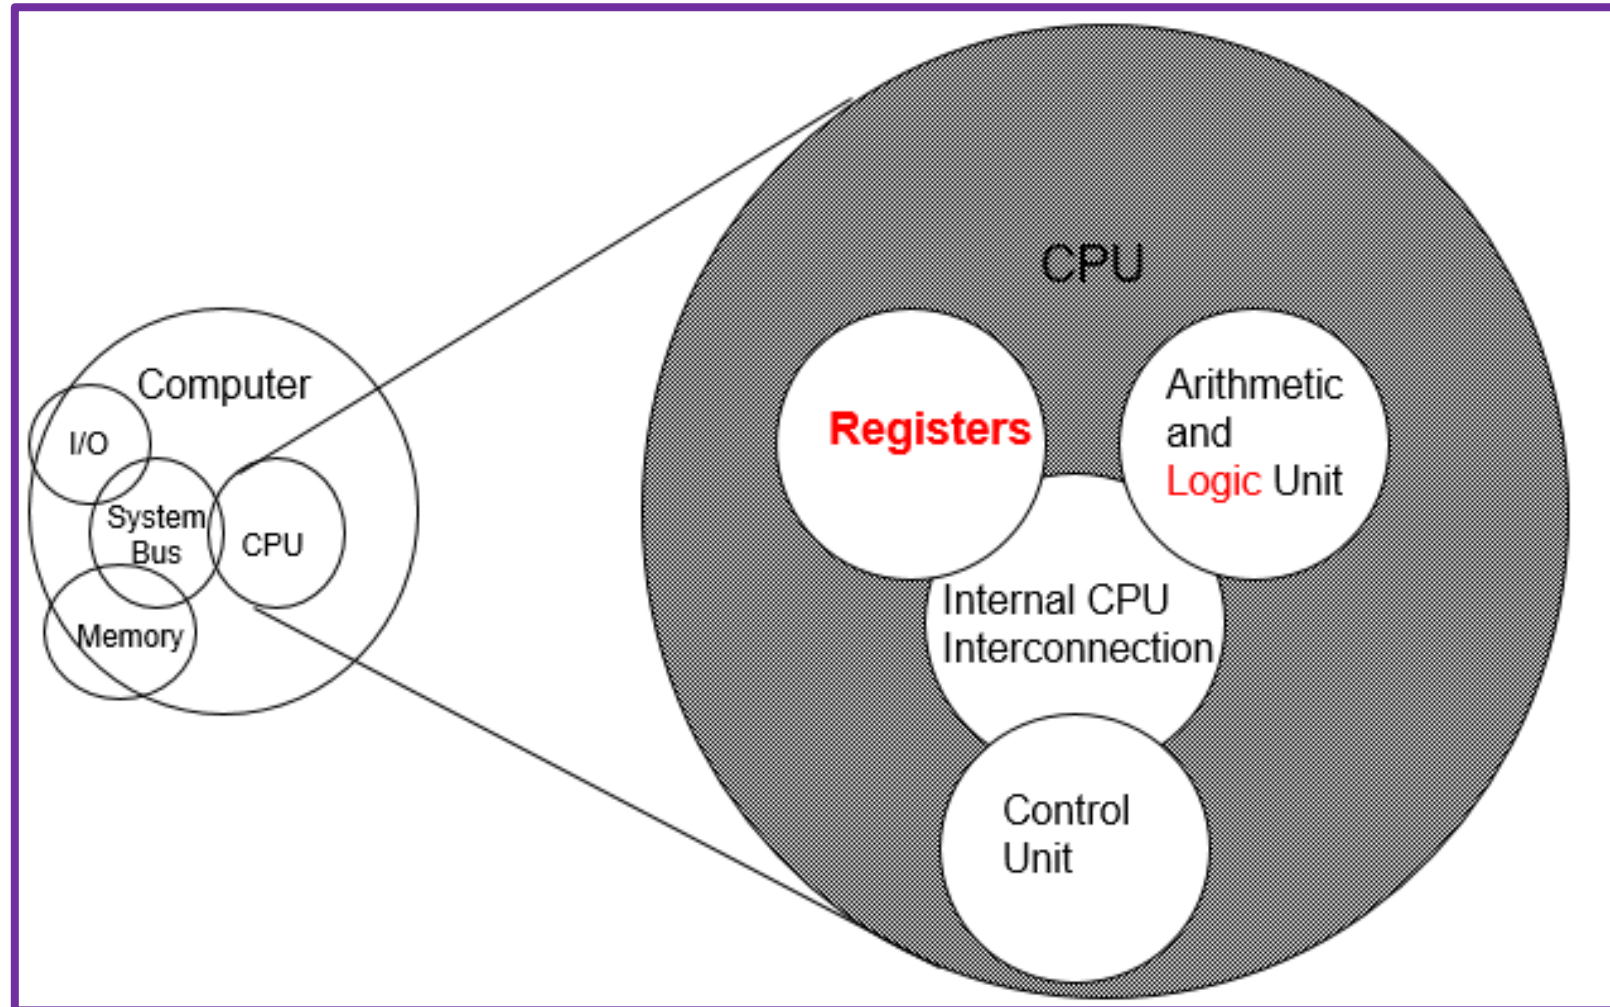 Computer
I/O
System
Bus
CPU
Memory
CPU
Registers
Arithmetic
and
Logic Unit
Internal CPU
Interconnection
Control
Unit